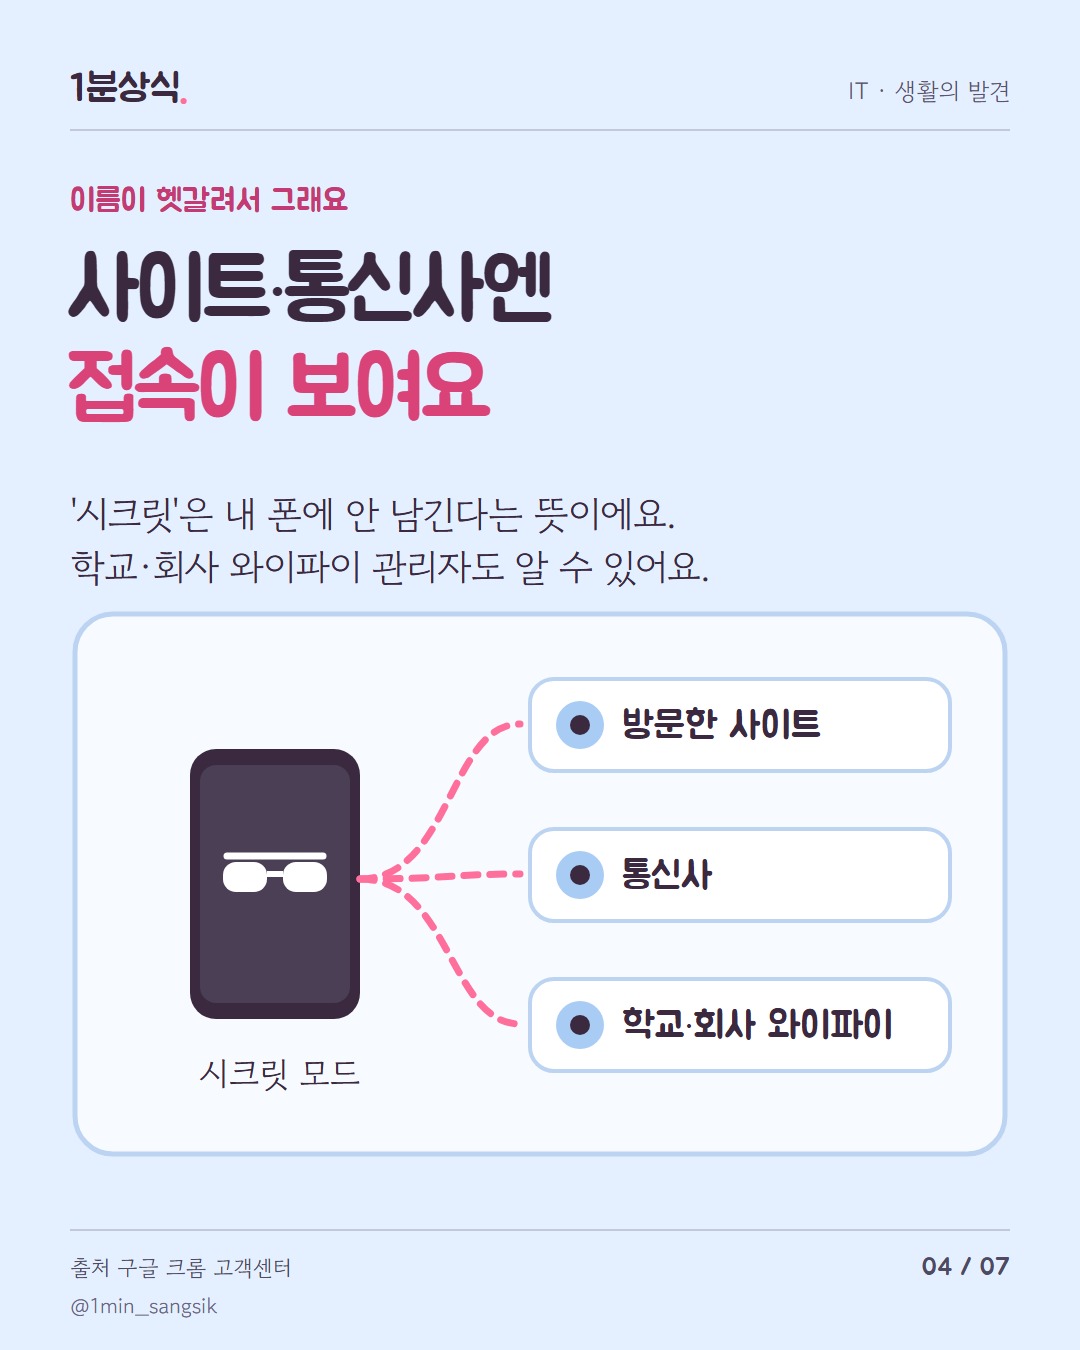 1분상식.
IT · 생활의 발견
이름이 헷갈려서 그래요
사이트·통신사엔
접속이 보여요
'시크릿'은 내 폰에 안 남긴다는 뜻이에요.
학교·회사 와이파이 관리자도 알 수 있어요.
방문한 사이트
통신사
학교·회사 와이파이
시크릿 모드
출처 구글 크롬 고객센터
04 / 07
@1min_sangsik